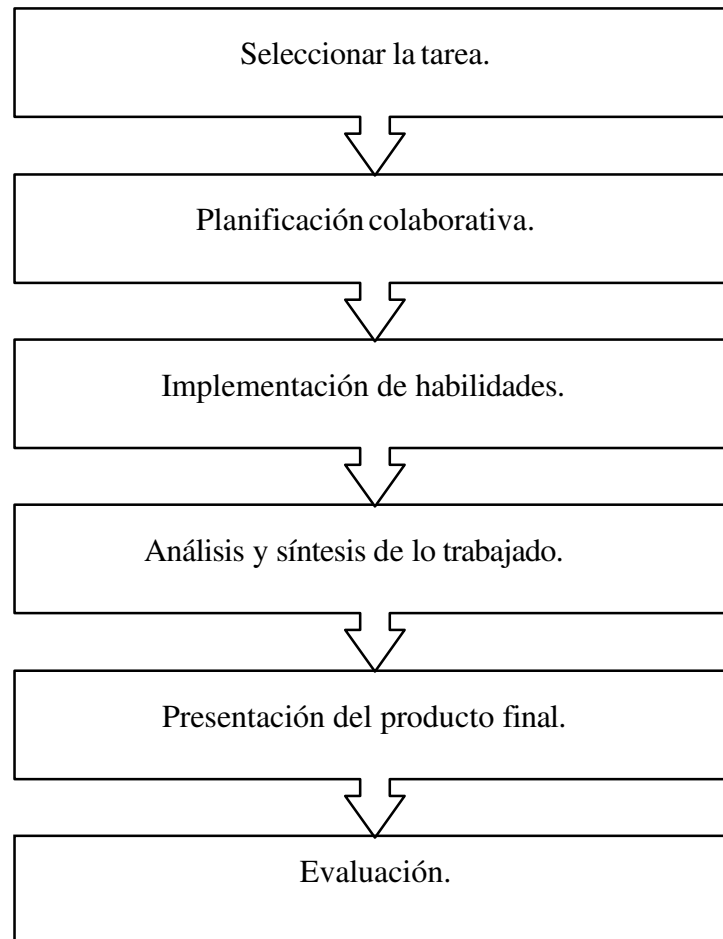 Seleccionar la tarea.
Planificación colaborativa.
Implementación de habilidades.
Análisis y síntesis de lo trabajado.
Presentación del producto final.
Evaluación.